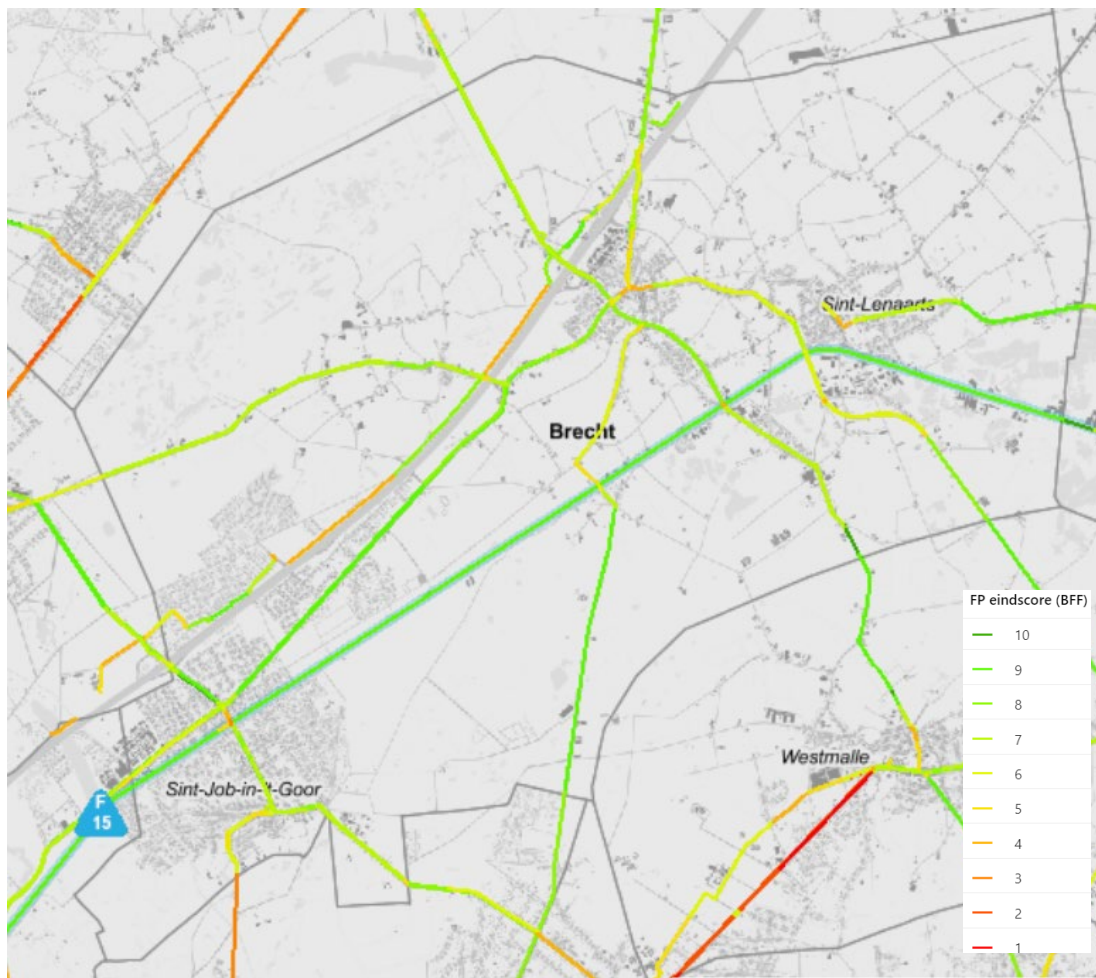 Sint-Lenaarts
Brecht
FP eindscore (BFF)
10
9
8
7
6
5
4
3
2
1
Westmalle
Sint-Job-in-'t-Goor
F
15